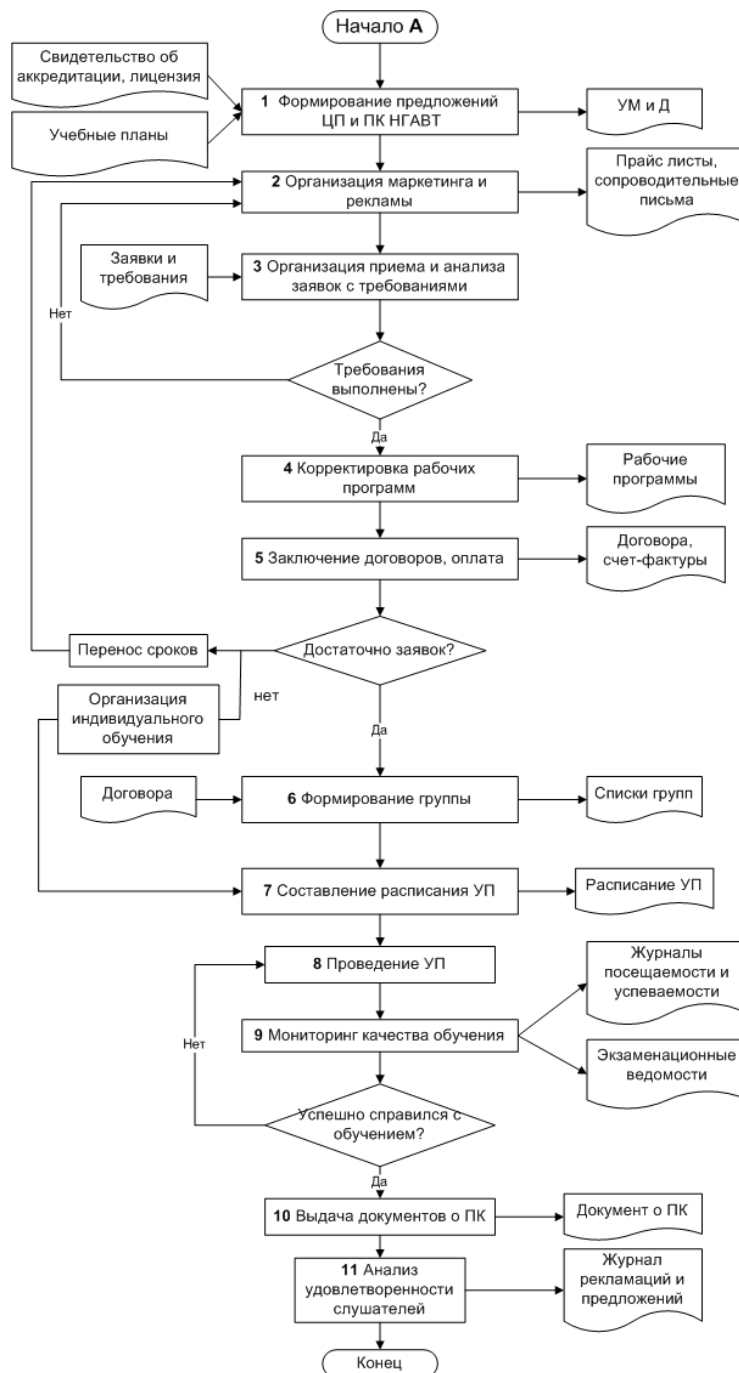 Начало А
Свидетельство об
аккредитации, лицензия
1 Формирование предложений
ЦП и ПК НГАВТ
УМ и Д
Учебные планы
2 Организация маркетинга и
рекламы
Прайс листы,
сопроводительные
письма
Заявки и
требования
3 Организация приема и анализа
заявок с требованиями
Нет
Требования
выполнены?
Да
4 Корректировка рабочих
программ
Рабочие
программы
5 Заключение договоров, оплата
Договора,
счет-фактуры
Перенос сроков
Достаточно заявок?
Организация
индивидуального
обучения
нет
Да
Договора
6 Формирование группы
Списки групп
7 Составление расписания УП
Расписание УП
8 Проведение УП
Журналы
посещаемости и
успеваемости
9 Мониторинг качества обучения
Нет
Экзаменационные
ведомости
Успешно справился с
обучением?
Да
10 Выдача документов о ПК
Документ о ПК
11 Анализ
удовлетворенности
слушателей
Журнал
рекламаций и
предложений
Конец